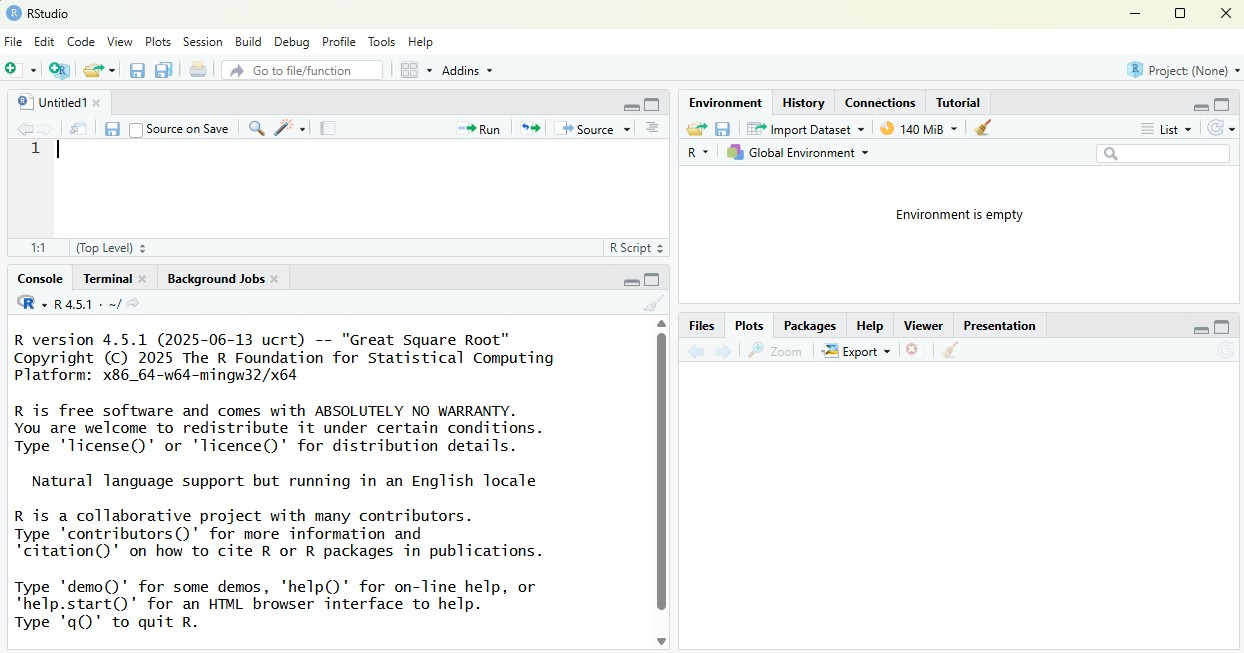 RStudio
File Edit Code View Plots Session Build Debug Profile Tools Help
Go to file/function Addins Project: (None)
Untitled1
Source on Save Run Source
1
1:1 (Top Level) R Script
Console Terminal Background Jobs
R 4.5.1 · ~/
R version 4.5.1 (2025-06-13 ucrt) -- "Great Square Root"
Copyright (C) 2025 The R Foundation for Statistical Computing
Platform: x86_64-w64-mingw32/x64
R is free software and comes with ABSOLUTELY NO WARRANTY.
You are welcome to redistribute it under certain conditions.
Type 'license()' or 'licence()' for distribution details.
Natural language support but running in an English locale
R is a collaborative project with many contributors.
Type 'contributors()' for more information and
'citation()' on how to cite R or R packages in publications.
Type 'demo()' for some demos, 'help()' for on-line help, or
'help.start()' for an HTML browser interface to help.
Type 'q()' to quit R.
Environment History Connections Tutorial
Import Dataset 140 MiB List
R Global Environment
Environment is empty
Files Plots Packages Help Viewer Presentation
Zoom Export